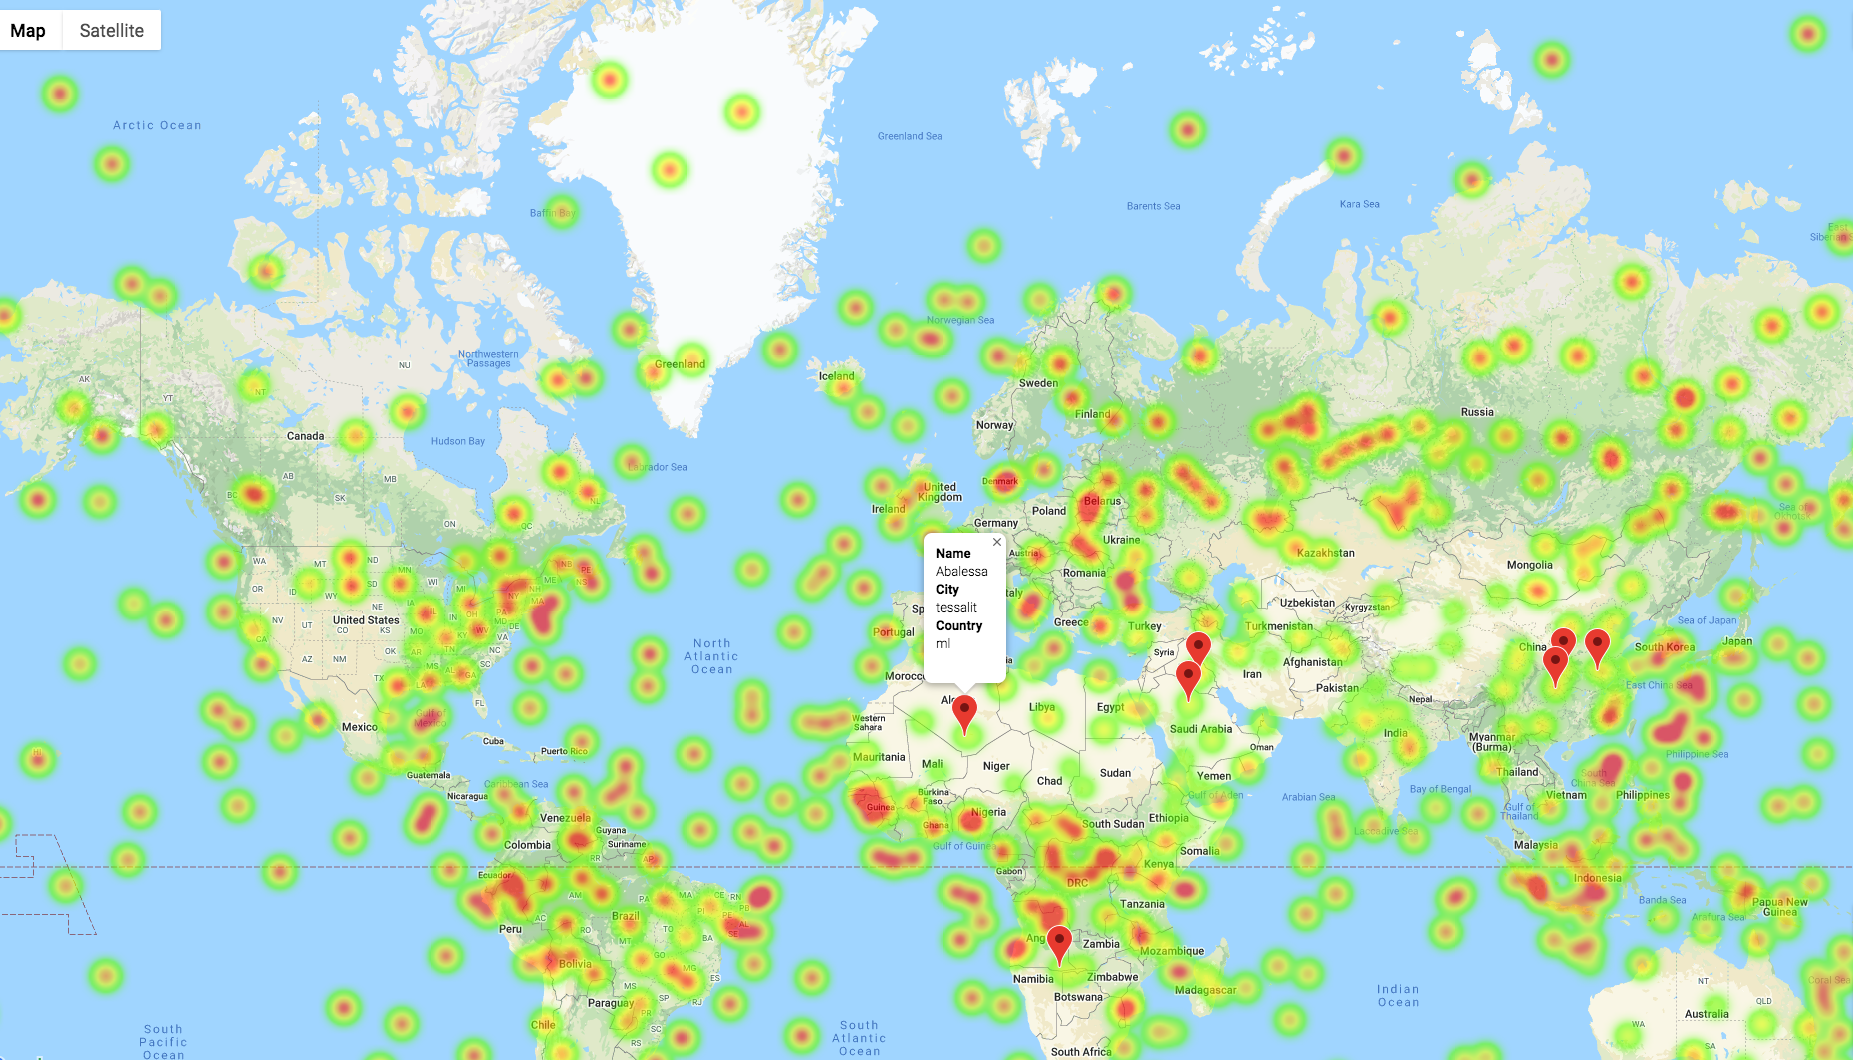 Map
Satellite
Arctic Ocean
Greenland Sea
Baffin Bay
Barents Sea
Kara Sea
East
Siberian S
Norwegian Sea
Northwestern
Passages
Greenland
Iceland
AK
YT
NT
NU
Sweden
Finland
Norway
Russia
Canada
Hudson Bay
Labrador Sea
BC
AB
SK
MB
ON
QC
NL
United
Kingdom
Ireland
Denmark
Belarus
Poland
Germany
Ukraine
Austria
Romania
Kazakhstan
Mongolia
Sea of
Okhotsk
Name
Abalessa
City
tessalit
Country
ml
WA
MT
ND
OR
ID
SD
WI
NB
PE
NS
ME
NY
MA
NE
IA
MI
PA
OH
MD
DE
NV
UT
CO
KS
MO
KY
WV
VA
CA
AZ
NM
OK
AR
TN
NC
SC
TX
LA
MS
AL
GA
FL
United States
Sp
taly
Greece
Turkey
Uzbekistan
Kyrgyzstan
Turkmenistan
Sea of Japan
Portugal
Syria
China
South Korea
Japan
North
Atlantic
Ocean
Morocc
ia
Afghanistan
Iran
Pakistan
Nepal
East China Sea
Alg
Libya
Egypt
Western
Sahara
Gulf of
Mexico
Mexico
Saudi Arabia
India
Myanmar
(Burma)
Oman
Cuba
Puerto Rico
HI
Mauritania
Mali
Niger
Chad
Sudan
Yemen
Thailand
Philippine Sea
South
China Sea
Guatemala
Caribbean Sea
Nicaragua
Burkina
Faso
Guinea
Ghana
Nigeria
Gulf of Aden
Arabian Sea
Bay of Bengal
Vietnam
Philippines
Gulf of
Thailand
Venezuela
Guyana
Suriname
Colombia
South Sudan
Ethiopia
Laccadive Sea
Gulf of Guinea
Somalia
Malaysia
RR
AP
Ecuador
Gabon
Kenya
DRC
Indonesia
AM
PA
MA
CE
RN
PB
PI
PE
AL
SE
AC
RO
TO
BA
MT
Brazil
Peru
Tanzania
Banda Sea
Papua New
Guinea
Arafura Sea
Ang
Zambia
Mozambique
Bolivia
GO
MG
ES
MS
SP
RJ
PR
SC
RS
Paraguay
Namibia
Zimbabwe
Botswana
Madagascar
Indian
Ocean
NT
QLD
Coral Sea
Australia
WA
SA
Chile
South
Pacific
Ocean
South
Atlantic
Ocean
South Africa